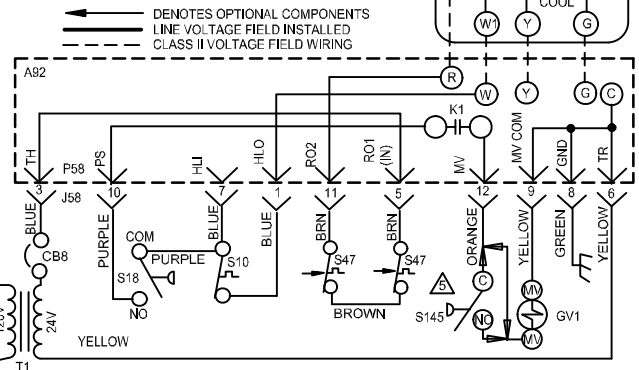 DENOTES OPTIONAL COMPONENTS
LINE VOLTAGE FIELD INSTALLED
CLASS II VOLTAGE FIELD WIRING
COOL
W1 Y G
A92
R
W Y G C
K1
TH PS HLI HLO RO2 RO1 (IN) MV MV COM GND TR
P58
3 10 7 1 11 5 12 9 8 6
J58
BLUE PURPLE BLUE BLUE BRN BRN ORANGE YELLOW GREEN YELLOW
COM
PURPLE
CB8
S18
S10
S47
S47
5
C
MV
NO
S145
NO
GV1
BROWN
MV
120V
24V
YELLOW
T1